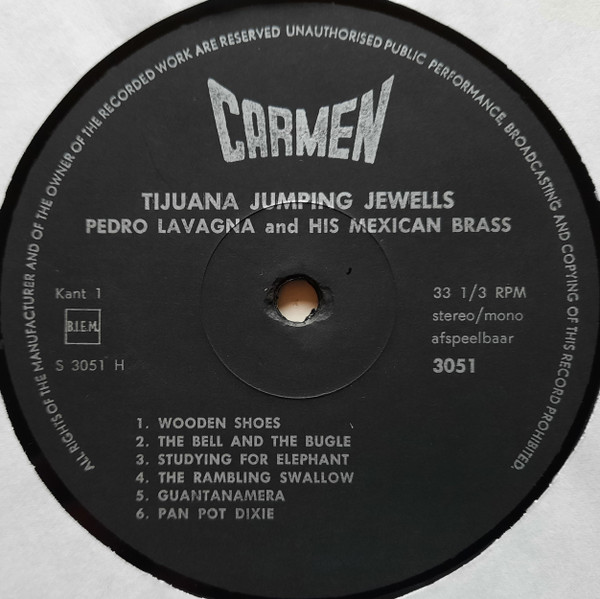 ALL RIGHTS OF THE MANUFACTURER AND OF THE OWNER OF THE RECORDED WORK ARE RESERVED UNAUTHORISED PUBLIC PERFORMANCE, BROADCASTING AND COPYING OF THIS RECORD PROHIBITED.
CARMEN
TIJUANA JUMPING JEWELLS
PEDRO LAVAGNA and HIS MEXICAN BRASS
Kant 1
33 1/3 RPM
B.I.E.M.
stereo/mono
afspeelbaar
S 3051 H
3051
1. WOODEN SHOES
2. THE BELL AND THE BUGLE
3. STUDYING FOR ELEPHANT
4. THE RAMBLING SWALLOW
5. GUANTANAMERA
6. PAN POT DIXIE